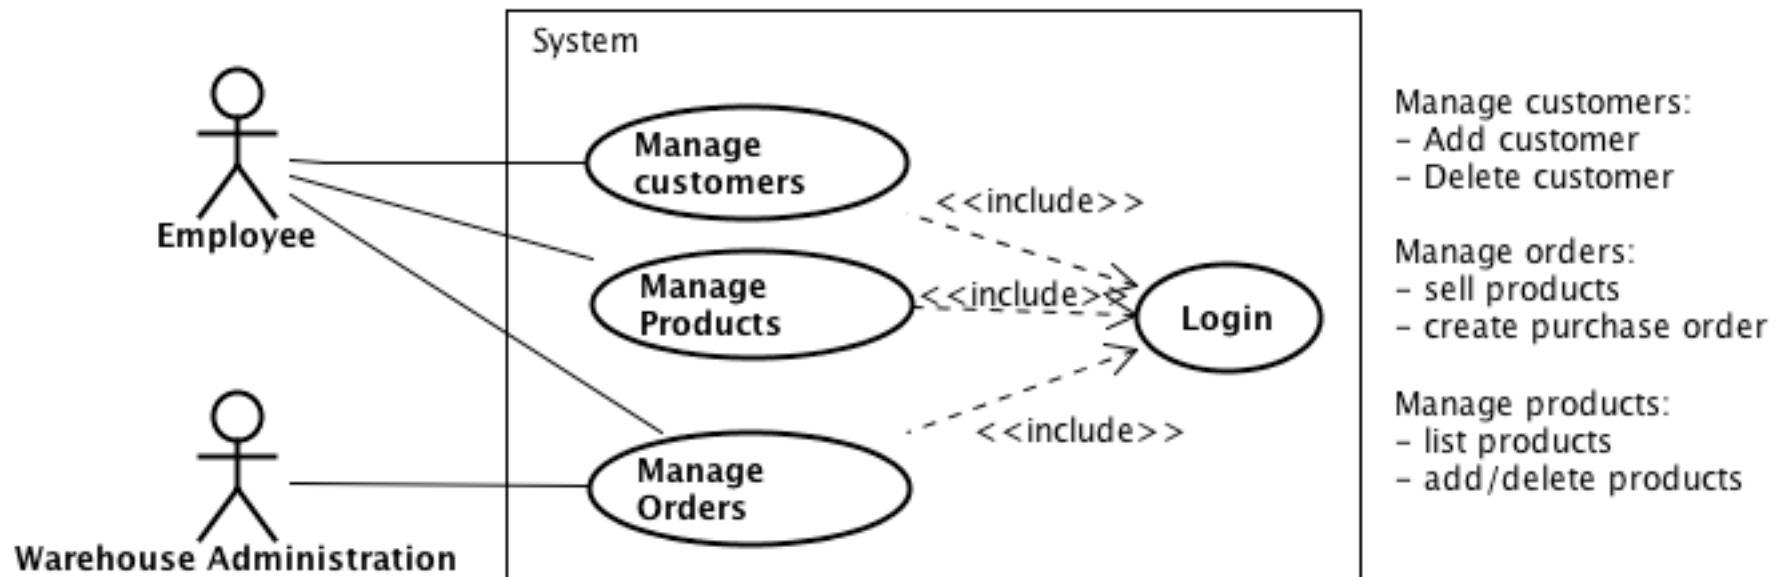 System
Employee
Warehouse Administration
Manage
customers
Manage
Products
Manage
Orders
<<include>>
<<include>>
<<include>>
Login
Manage customers:
- Add customer
- Delete customer
Manage orders:
- sell products
- create purchase order
Manage products:
- list products
- add/delete products